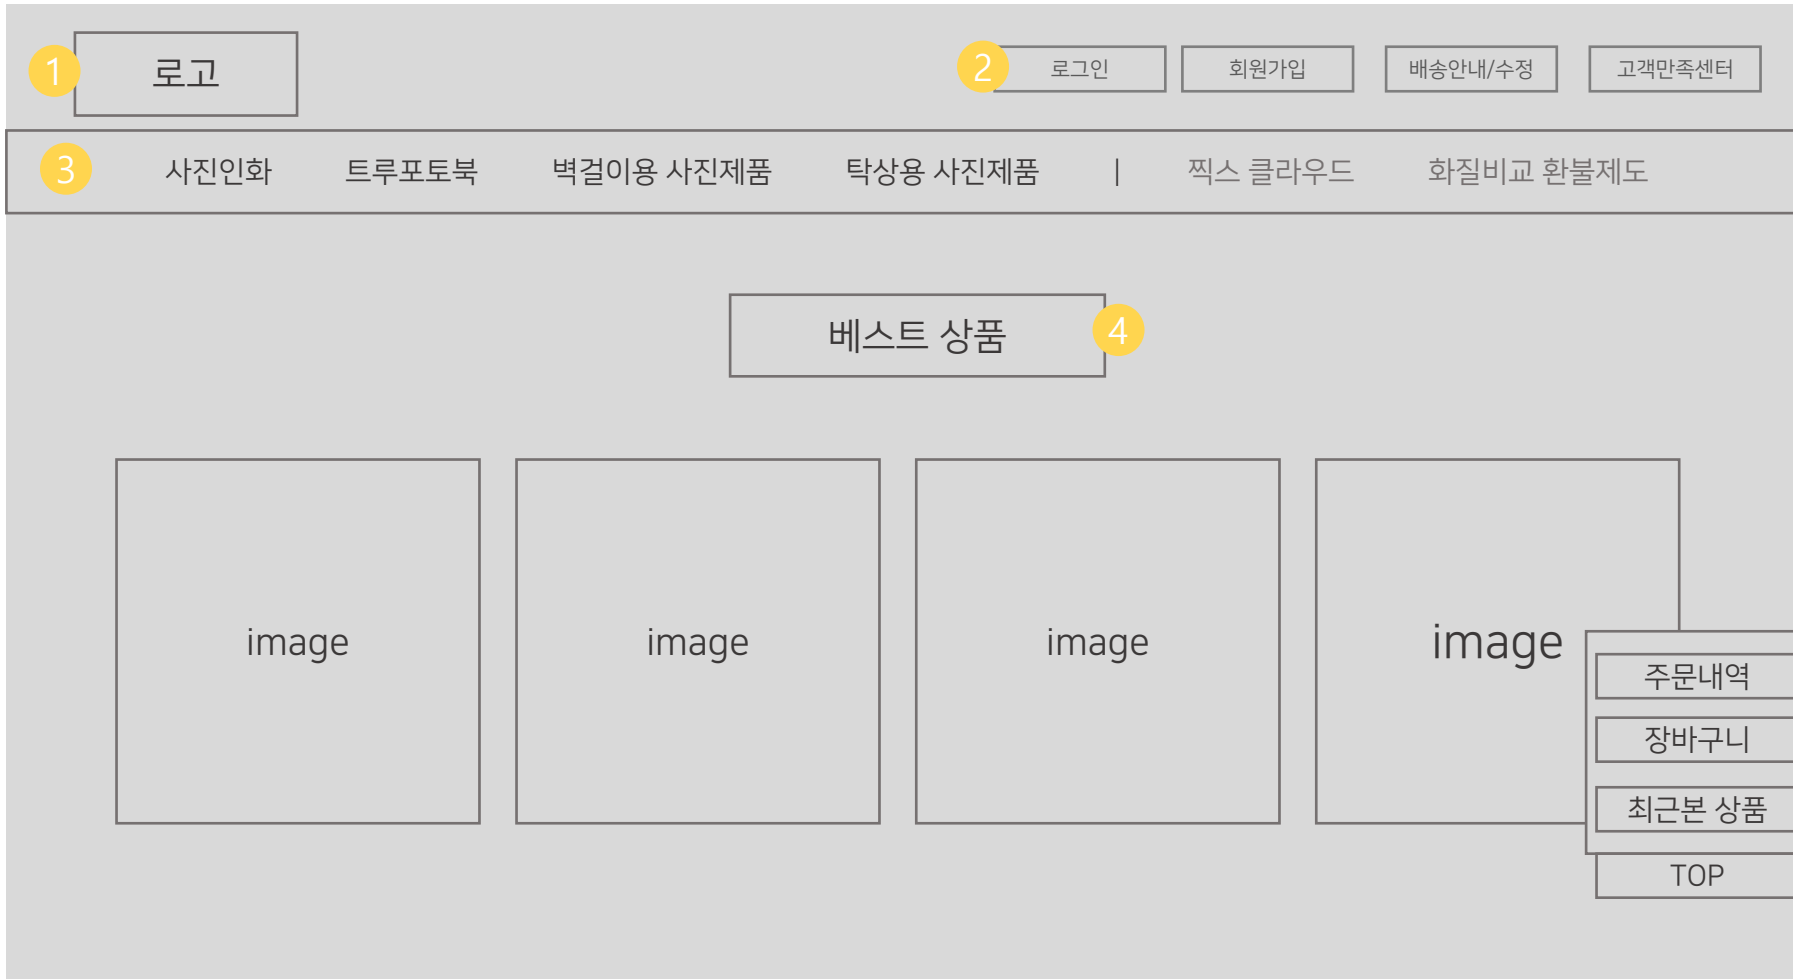 1 로고 2 로그인 회원가입 배송안내/수정 고객만족센터
3 사진인화 트루포토북 벽걸이용 사진제품 탁상용 사진제품 | 찍스 클라우드 화질비교 환불제도
베스트 상품 4
image image image image
주문내역
장바구니
최근본 상품
TOP